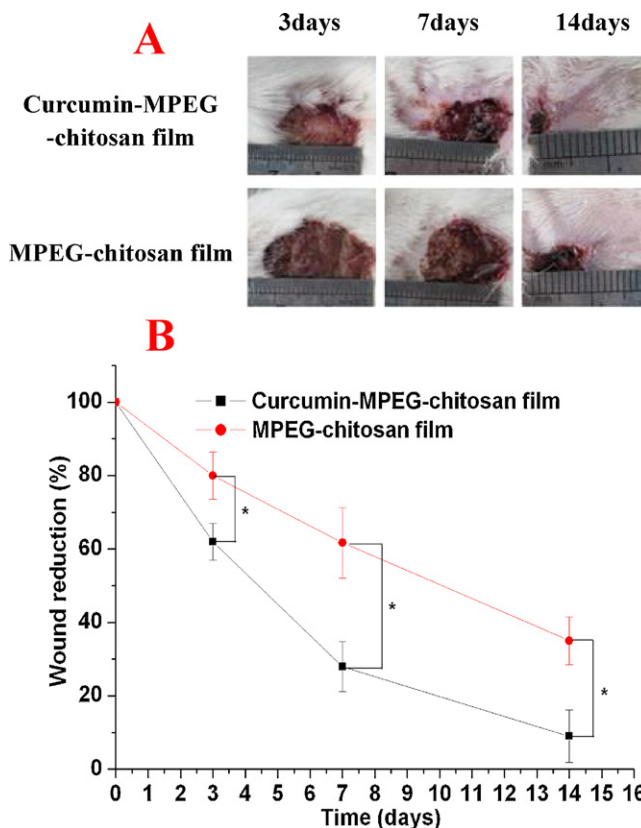 A
3days 7days 14days
Curcumin-MPEG
-chitosan film
MPEG-chitosan film
B
Wound reduction (%)
100
80
60
40
20
0
Curcumin-MPEG-chitosan film
MPEG-chitosan film
*
*
*
0 1 2 3 4 5 6 7 8 9 10 11 12 13 14 15 16
Time (days)